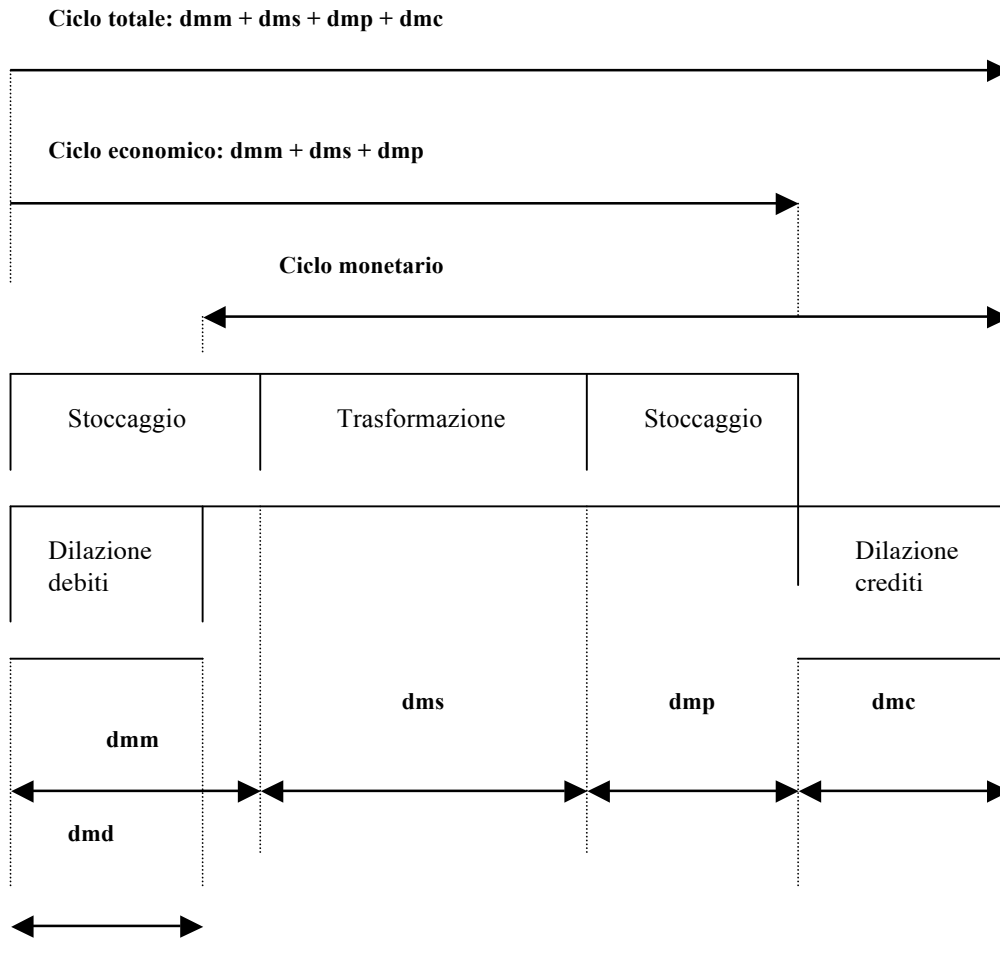 Ciclo totale: dmm + dms + dmp + dmc
Ciclo economico: dmm + dms + dmp
Ciclo monetario
Stoccaggio
Trasformazione
Stoccaggio
Dilazione
debiti
Dilazione
crediti
dms
dmp
dmc
dmm
dmd